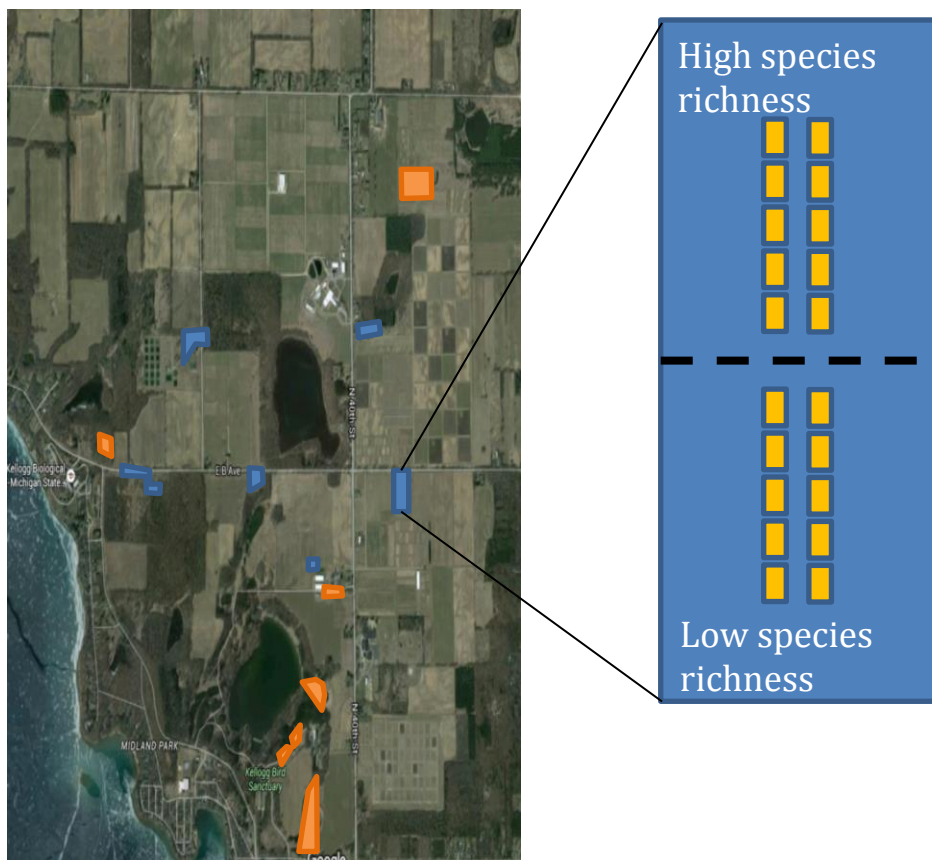 High species
richness
N 40th St
Kellogg Biological
Michigan State...
E B Ave
N 40th St
Low species
richness
MIDLAND PARK
Kellogg Bird
Sanctuary
Google